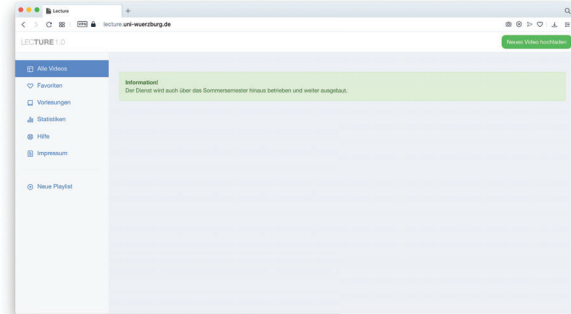 Lecture
VPN lecture.uni-wuerzburg.de
LECTURE 1.0
Neues Video hochladen
Alle Videos
Favoriten
Vorlesungen
Statistiken
Hilfe
Impressum
Neue Playlist
Information!
Der Dienst wird auch über das Sommersemester hinaus betrieben und weiter ausgebaut.